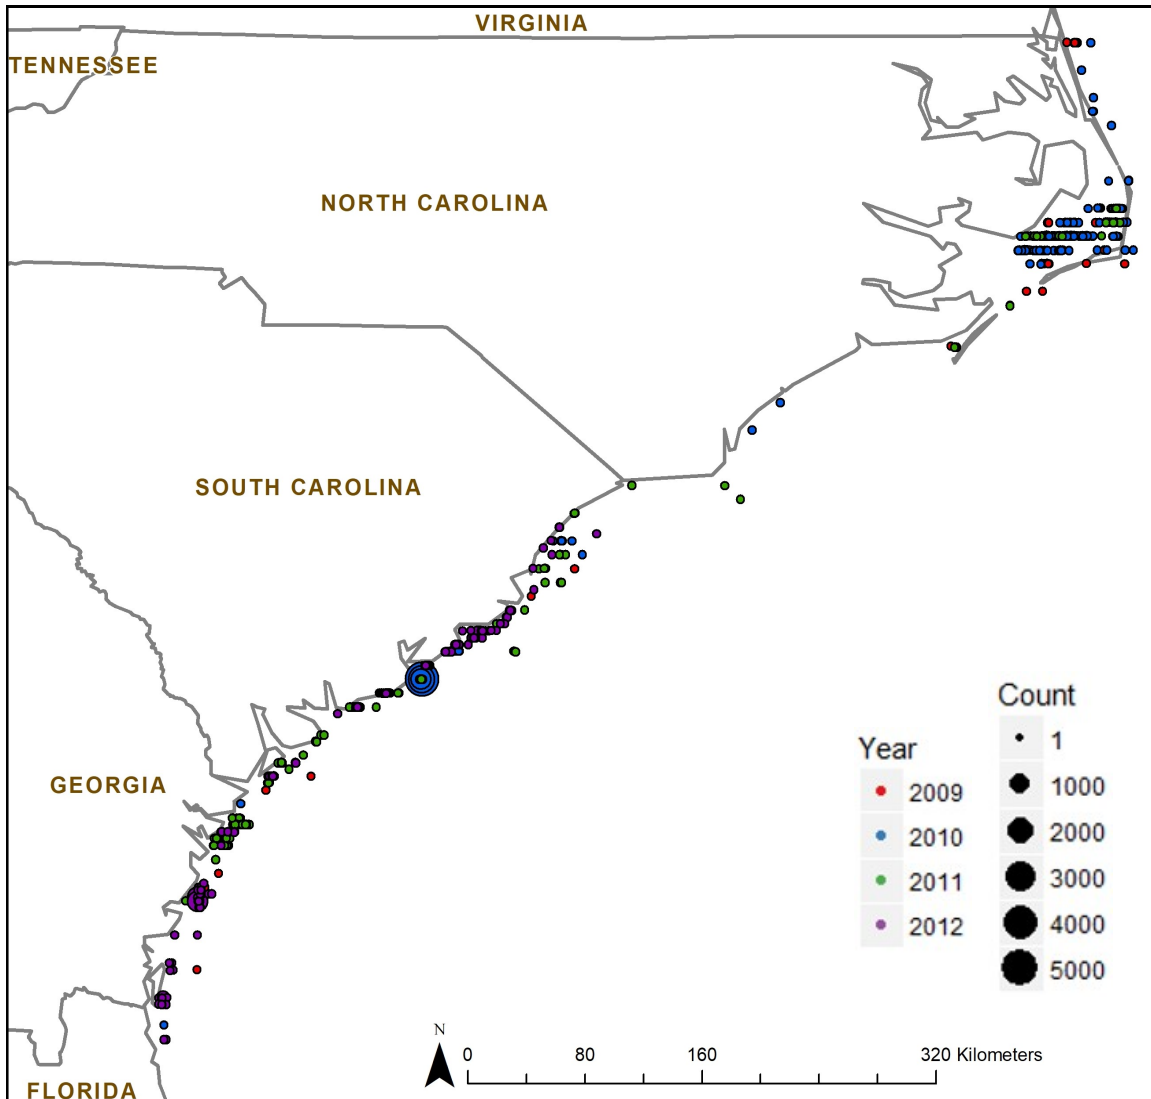 VIRGINIA
TENNESSEE
NORTH CAROLINA
SOUTH CAROLINA
GEORGIA
FLORIDA
Year
2009
2010
2011
2012
Count
1
1000
2000
3000
4000
5000
N
0 80 160 320 Kilometers